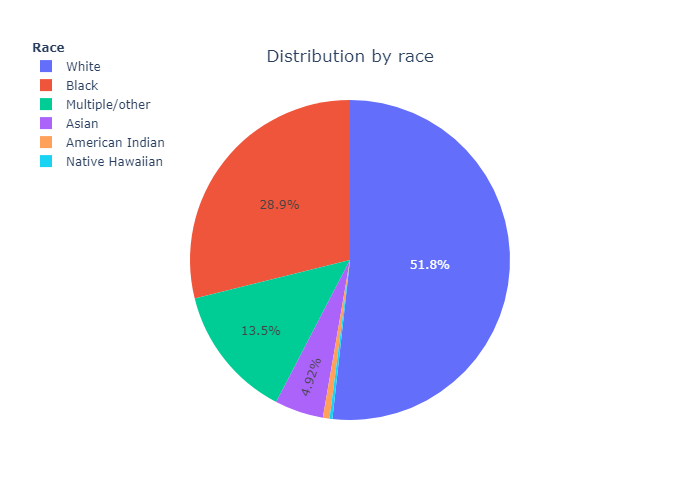 Distribution by race
Race
White
Black
Multiple/other
Asian
American Indian
Native Hawaiian
28.9%
51.8%
13.5%
4.92%